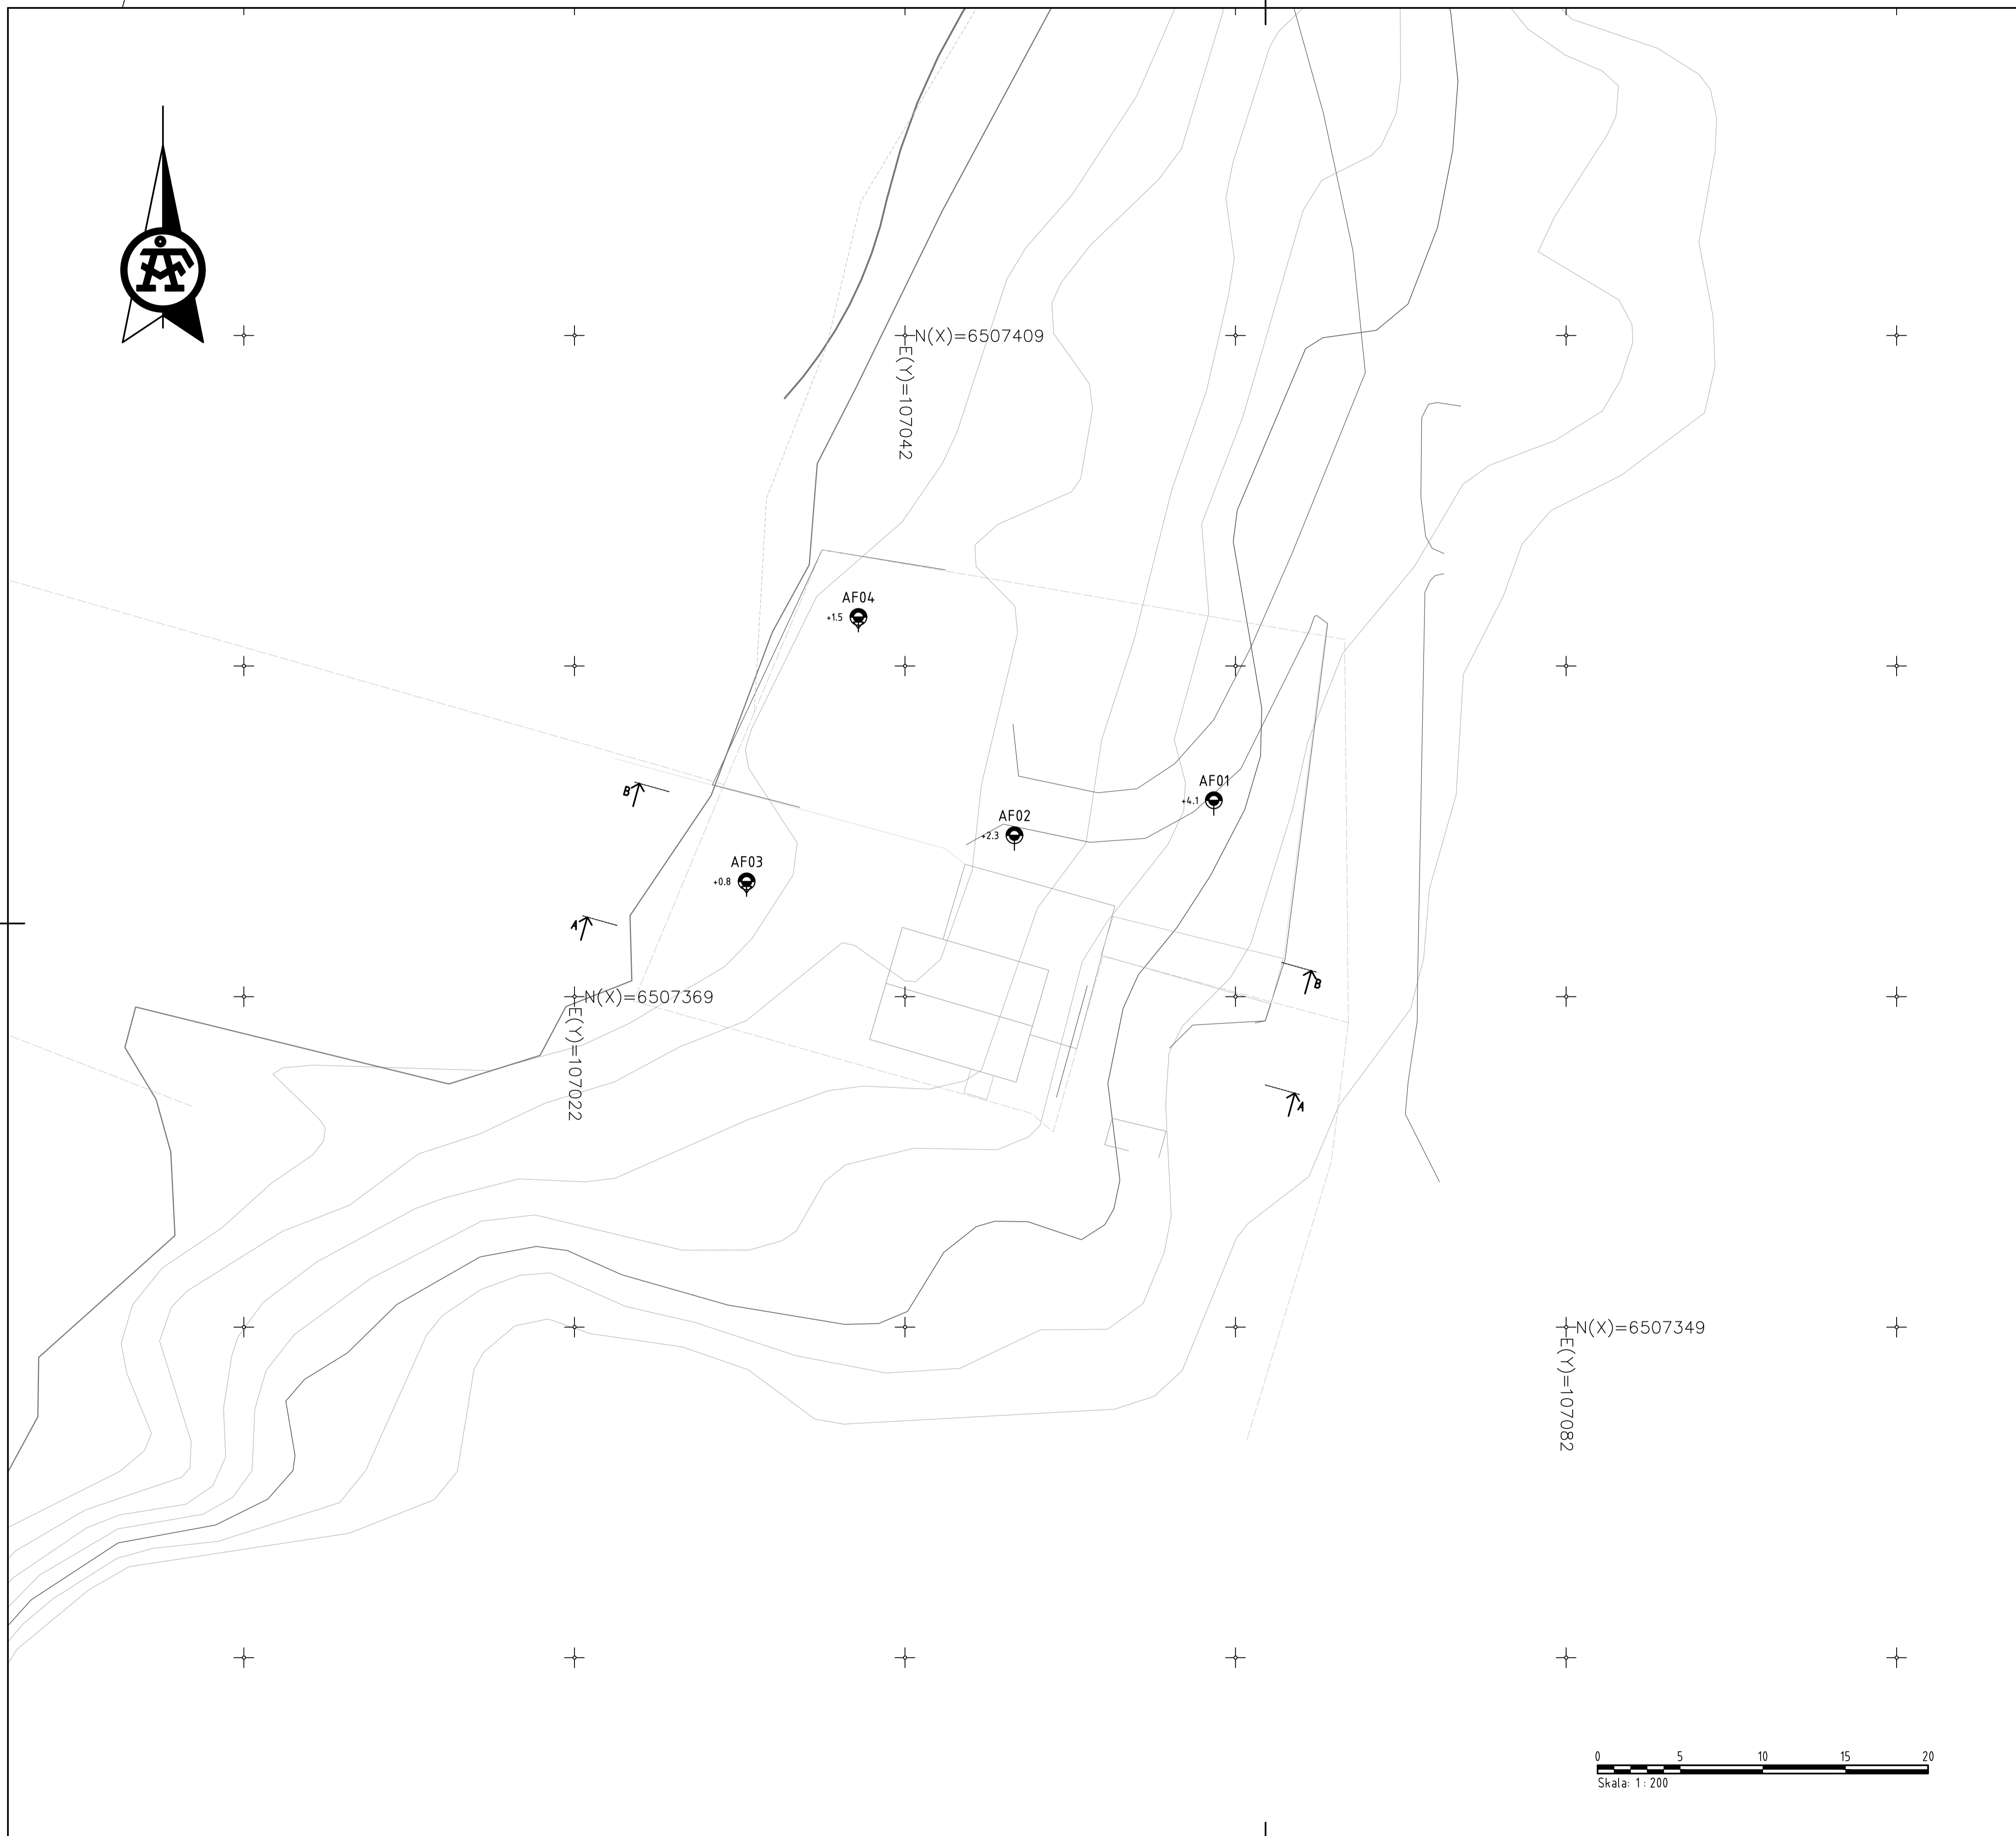 ÅF
N(X)=6507409
E(Y)=107042
AF04
+1.5
B
AF01
+4.1
AF02
+2.3
AF03
+0.8
A
B
N(X)=6507369
E(Y)=107022
A
N(X)=6507349
E(Y)=107082
0 5 10 15 20
Skala: 1:200